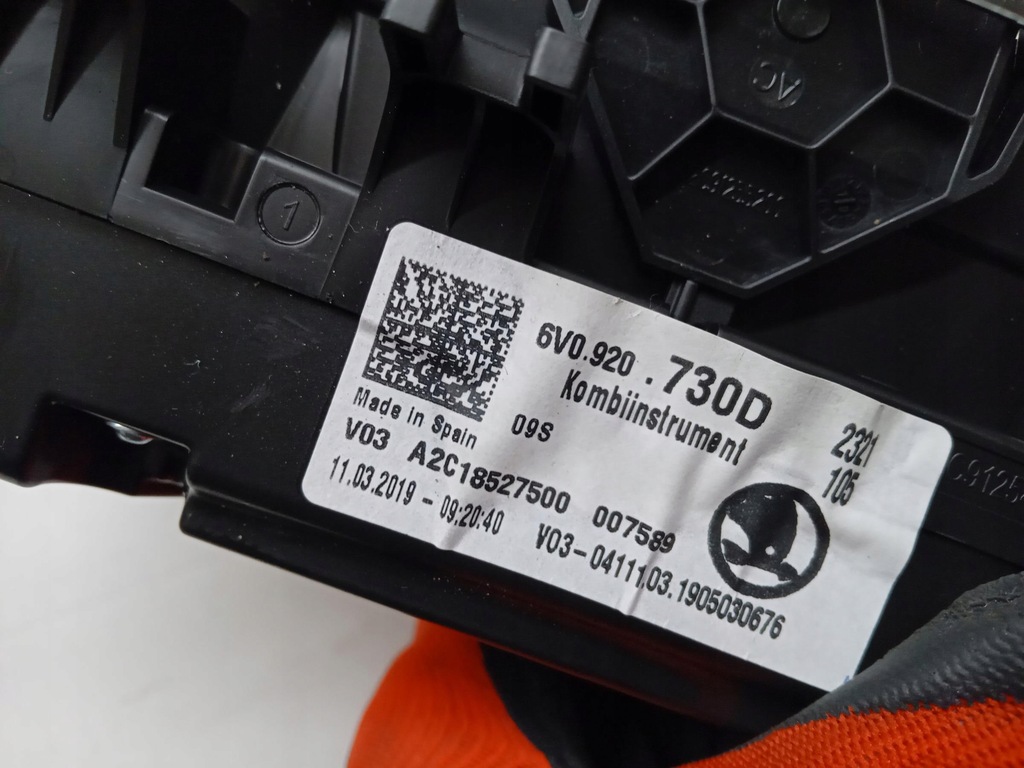 AC
1
6V0.920 .730D
Kombiinstrument
2321
105
Made in Spain 09S
V03 A2C18527500 007589
11.03.2019 - 09:20:40 V03-0411103.1905030676